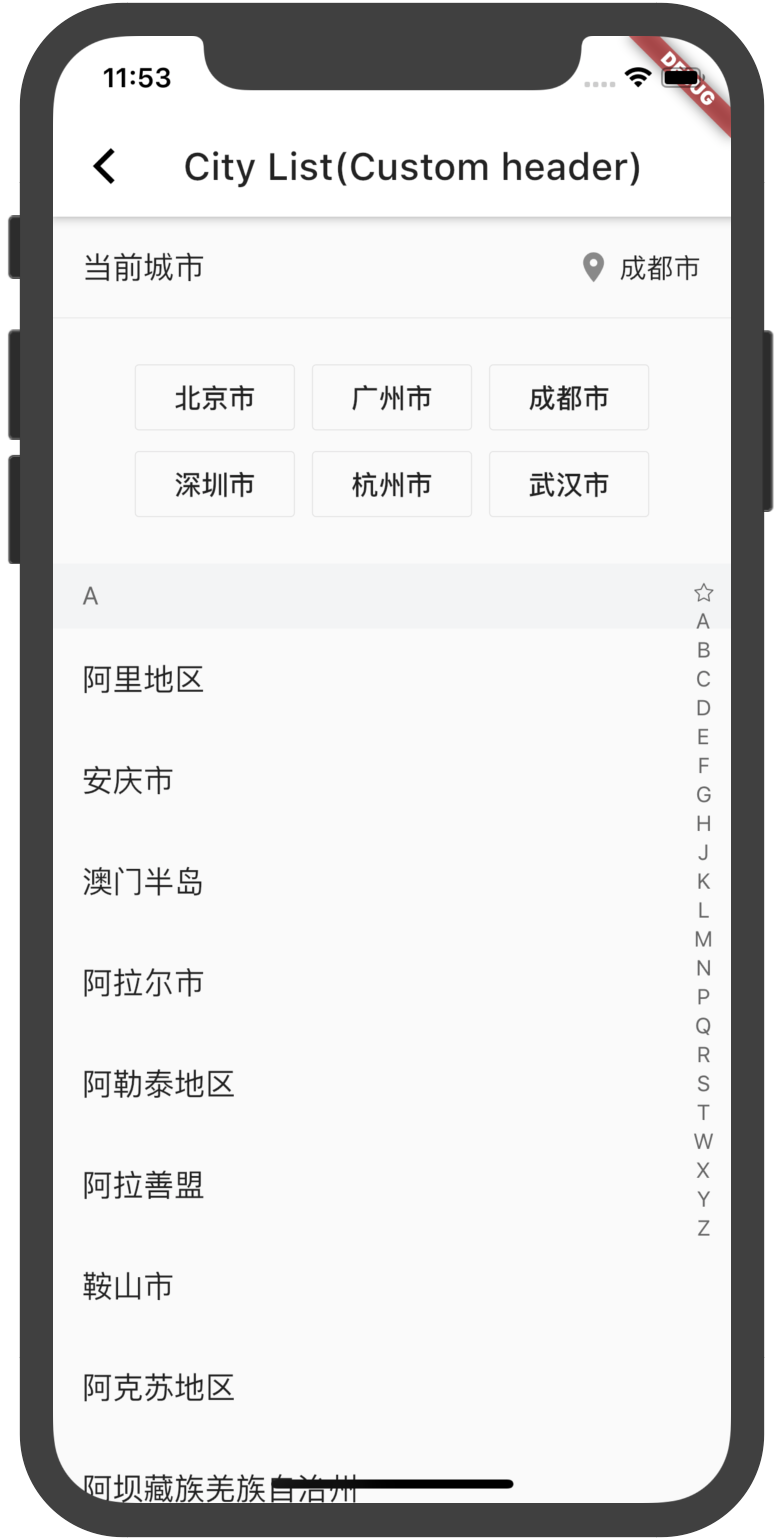 11:53
DEBUG
City List(Custom header)
当前城市 成都市
北京市 广州市 成都市
深圳市 杭州市 武汉市
A
阿里地区
安庆市
澳门半岛
阿拉尔市
阿勒泰地区
阿拉善盟
鞍山市
阿克苏地区
阿坝藏族羌族自治州
A
B
C
D
E
F
G
H
J
K
L
M
N
P
Q
R
S
T
W
X
Y
Z